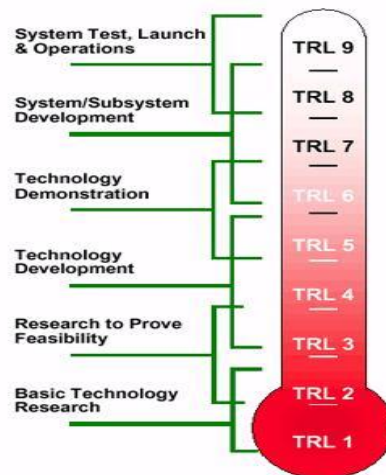 System Test, Launch
& Operations
System/Subsystem
Development
Technology
Demonstration
Technology
Development
Research to Prove
Feasibility
Basic Technology
Research
TRL 9
TRL 8
TRL 7
TRL 6
TRL 5
TRL 4
TRL 3
TRL 2
TRL 1